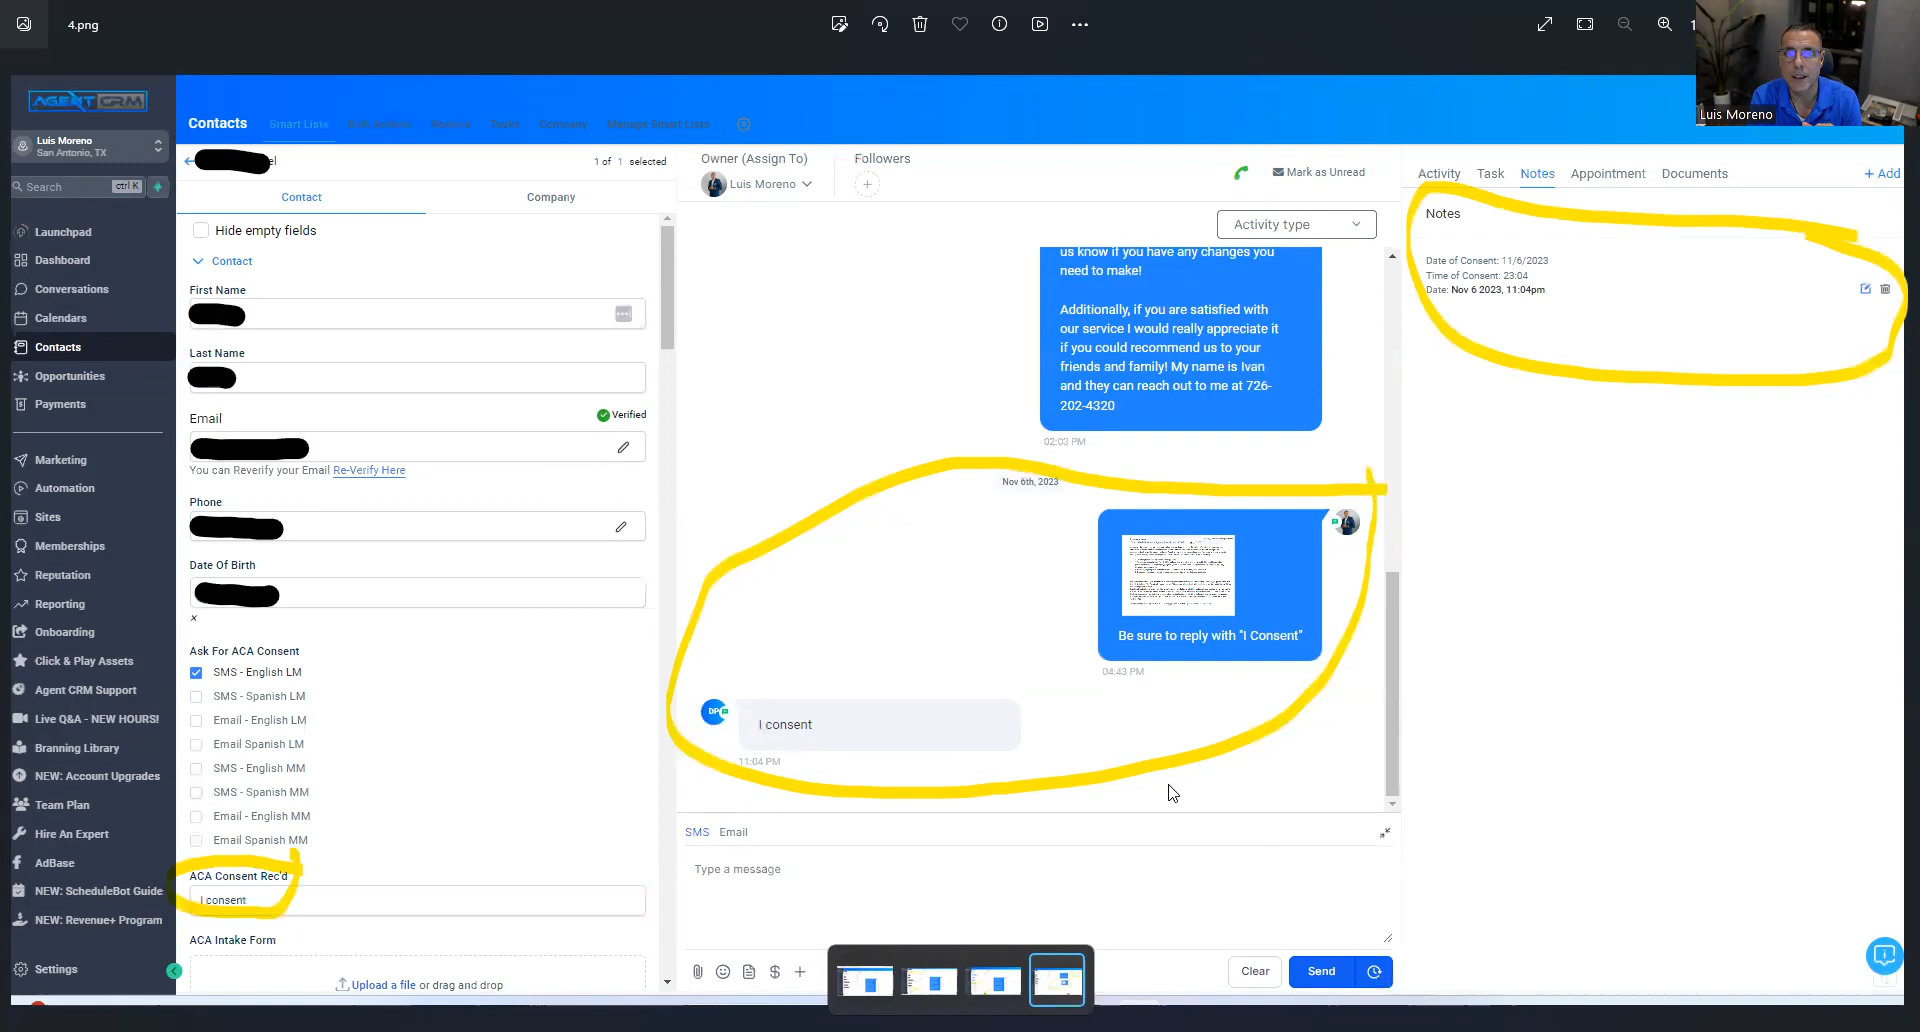 4.png
Luis Moreno
AGENT CRM
Luis Moreno
San Antonio, TX
Search
ctrl K
Launchpad
Dashboard
Conversations
Calendars
Contacts
Opportunities
Payments
Marketing
Automation
Sites
Memberships
Reputation
Reporting
Onboarding
Click & Play Assets
Agent CRM Support
Live Q&A - NEW HOURS!
Branning Library
NEW: Account Upgrades
Team Plan
Hire An Expert
AdBase
NEW: ScheduleBot Guide
NEW: Revenue+ Program
Settings
Contacts
Smart Lists
Bulk Actions
Restore
Tasks
Company
Manage Smart Lists
1 of 1 selected
Contact
Company
Hide empty fields
Contact
First Name
Last Name
Email
Verified
You can Reverify your Email Re-Verify Here
Phone
Date Of Birth
x
Ask For ACA Consent
SMS - English LM
SMS - Spanish LM
Email - English LM
Email Spanish LM
SMS - English MM
SMS - Spanish MM
Email - English MM
Email Spanish MM
ACA Consent Rec'd
I consent
ACA Intake Form
Upload a file or drag and drop
Owner (Assign To)
Luis Moreno
Followers
Mark as Unread
Activity type
us know if you have any changes you
need to make!
Additionally, if you are satisfied with
our service I would really appreciate it
if you could recommend us to your
friends and family! My name is Ivan
and they can reach out to me at 726-
202-4320
02:03 PM
Nov 6th, 2023
Be sure to reply with "I Consent"
04:43 PM
DP
I consent
11:04 PM
SMS
Email
Type a message
Clear
Send
Activity
Task
Notes
Appointment
Documents
+ Add
Notes
Date of Consent: 11/6/2023
Time of Consent: 23:04
Date: Nov 6 2023, 11:04pm